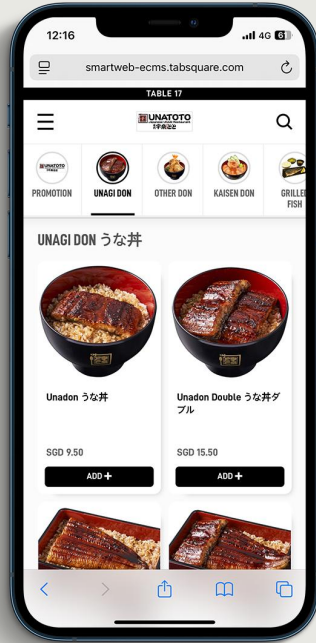 12:16
4G 61
smartweb-ecms.tabsquare.com
TABLE 17
UNATOTO
PROMOTION
UNAGI DON
OTHER DON
KAISEN DON
GRILLED
FISH
UNAGI DON うな丼
Unadon うな丼
Unadon Double うな丼ダ
ブル
SGD 9.50
SGD 15.50
ADD +
ADD +